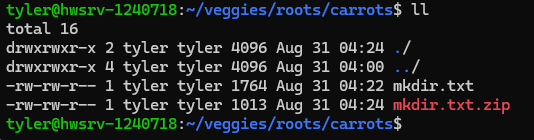 tyler@hwsrv-1240718:~/veggies/roots/carrots$ ll
total 16
drwxrwxr-x 2 tyler tyler 4096 Aug 31 04:24 ./
drwxrwxr-x 4 tyler tyler 4096 Aug 31 04:00 ../
-rw-rw-r-- 1 tyler tyler 1764 Aug 31 04:22 mkdir.txt
-rw-rw-r-- 1 tyler tyler 1013 Aug 31 04:24 mkdir.txt.zip
tyler@hwsrv-1240718:~/veggies/roots/carrots$